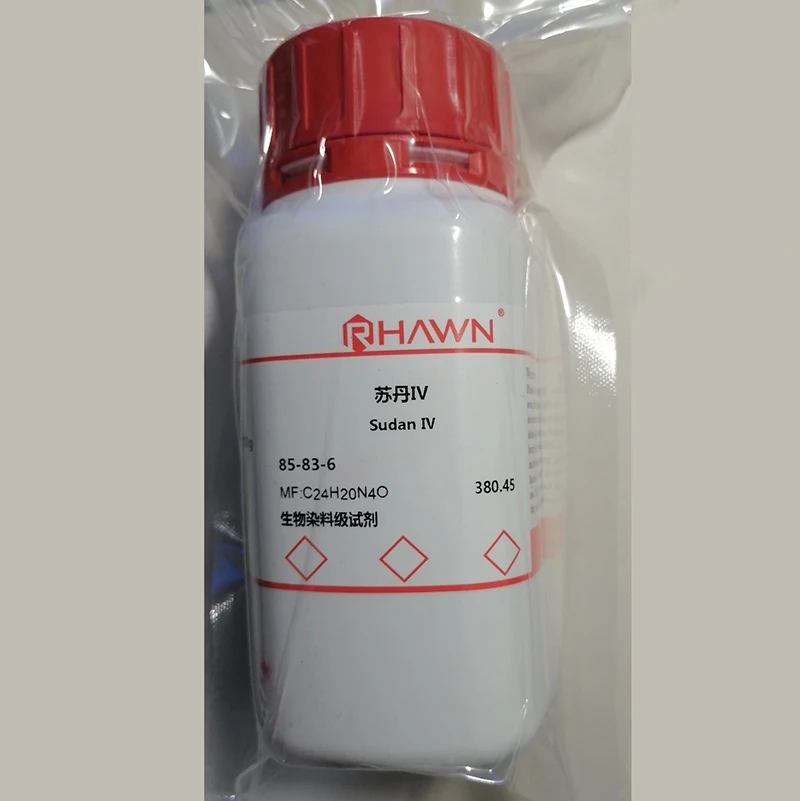 RHAWN®
苏丹IV
Sudan IV
85-83-6
MF:C24H20N4O 380.45
生物染料级试剂